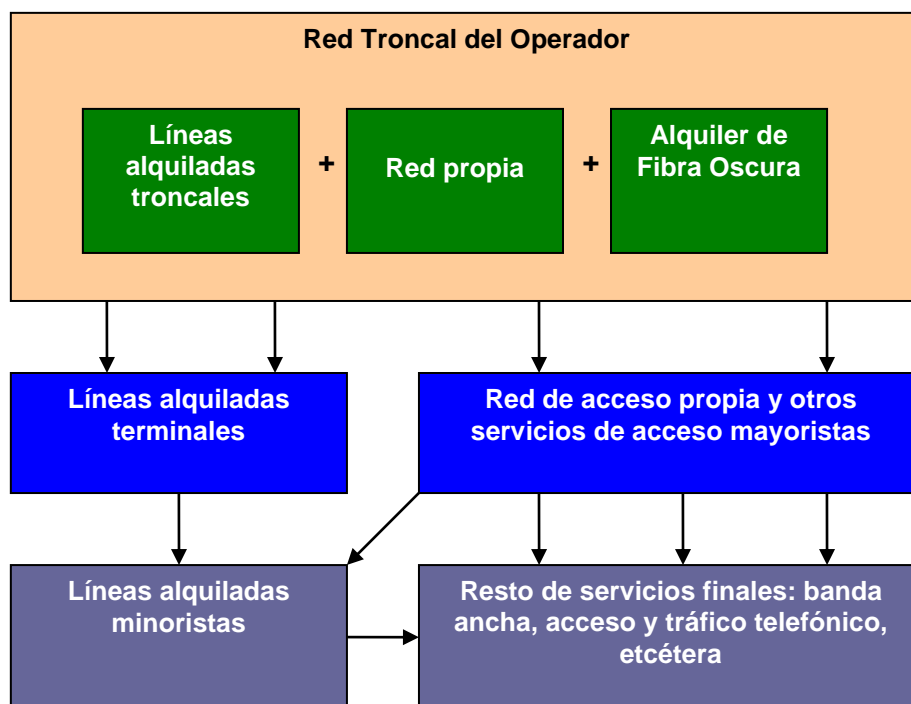 Red Troncal del Operador
Líneas
alquiladas
troncales
+
Red propia
+
Alquiler de
Fibra Oscura
Líneas alquiladas
terminales
Red de acceso propia y otros
servicios de acceso mayoristas
Líneas alquiladas
minoristas
Resto de servicios finales: banda
ancha, acceso y tráfico telefónico,
etcétera